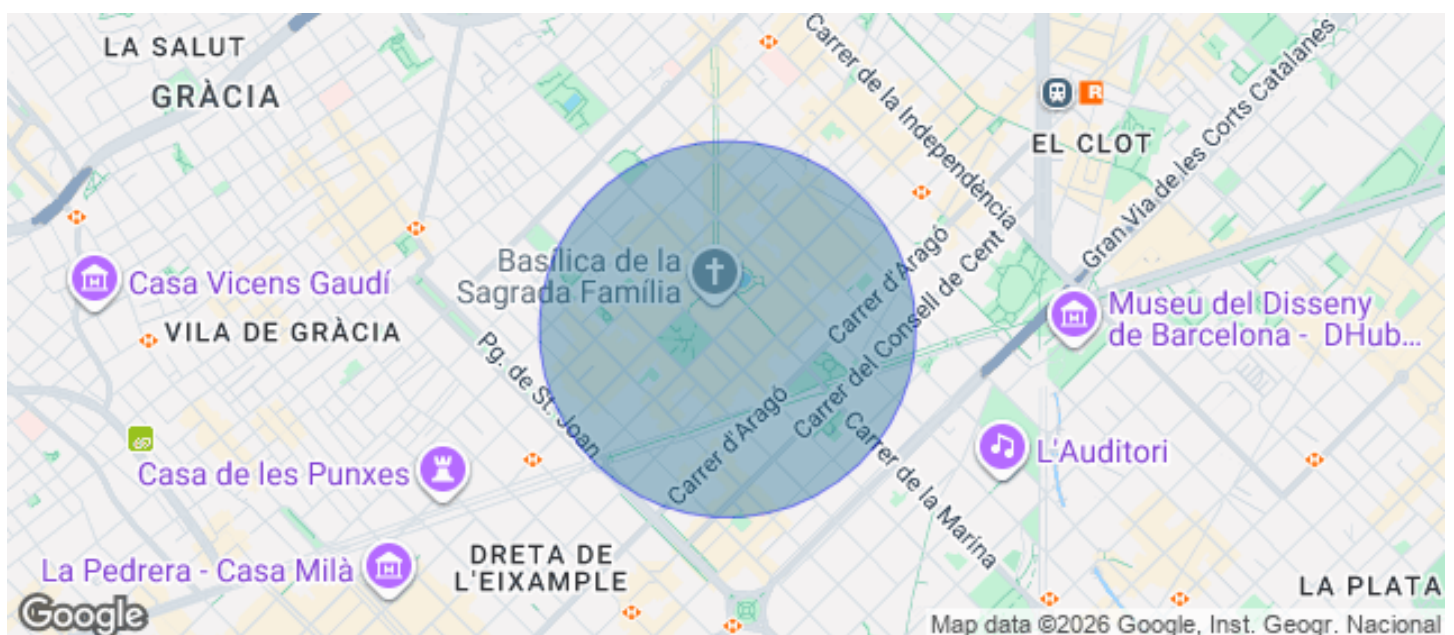 LA SALUT
GRÀCIA
Carrer de la Independència
EL CLOT
Gran Via de les Corts Catalanes
Casa Vicens Gaudí
VILA DE GRÀCIA
Basílica de la
Sagrada Família
Carrer d'Aragó
Carrer del Consell de Cent
Museu del Disseny
de Barcelona - DHub...
Pg. de St. Joan
Carrer d'Aragó
Carrer de la Marina
L'Auditori
Casa de les Punxes
La Pedrera - Casa Milà
DRETA DE
L'EIXAMPLE
LA PLATA
Google
Map data ©2026 Google, Inst. Geogr. Nacional
R